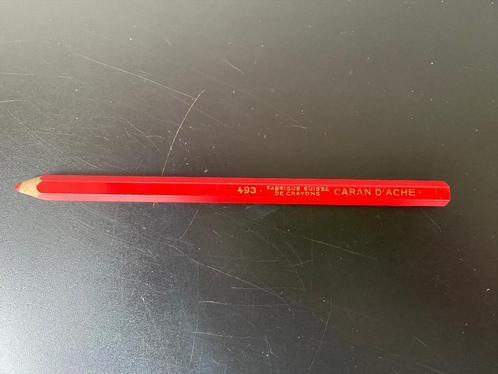 493 · FABRIQUE SUISSE
DE CRAYONS
CARAN D'ACHE ·